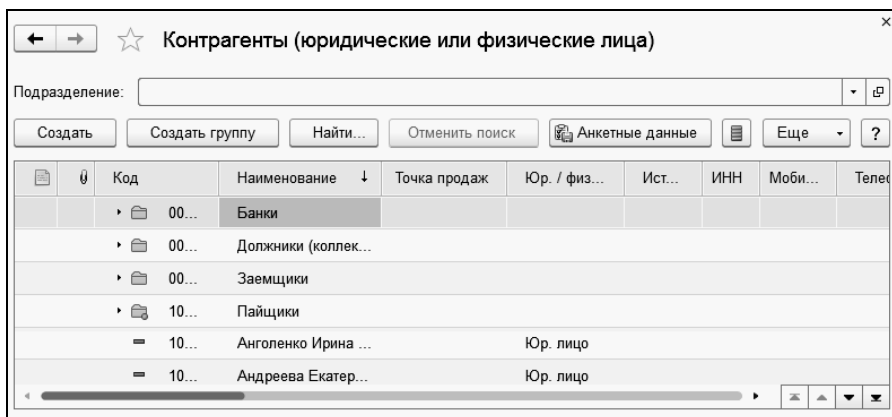 Контрагенты (юридические или физические лица)
Подразделение:
Создать Создать группу Найти... Отменить поиск Анкетные данные Еще ?
Код Наименование ↓ Точка продаж Юр. / физ... Ист... ИНН Моби... Телеф
00... Банки
00... Должники (коллек...
00... Заемщики
10... Пайщики
10... Анголенко Ирина ... Юр. лицо
10... Андреева Екатер... Юр. лицо